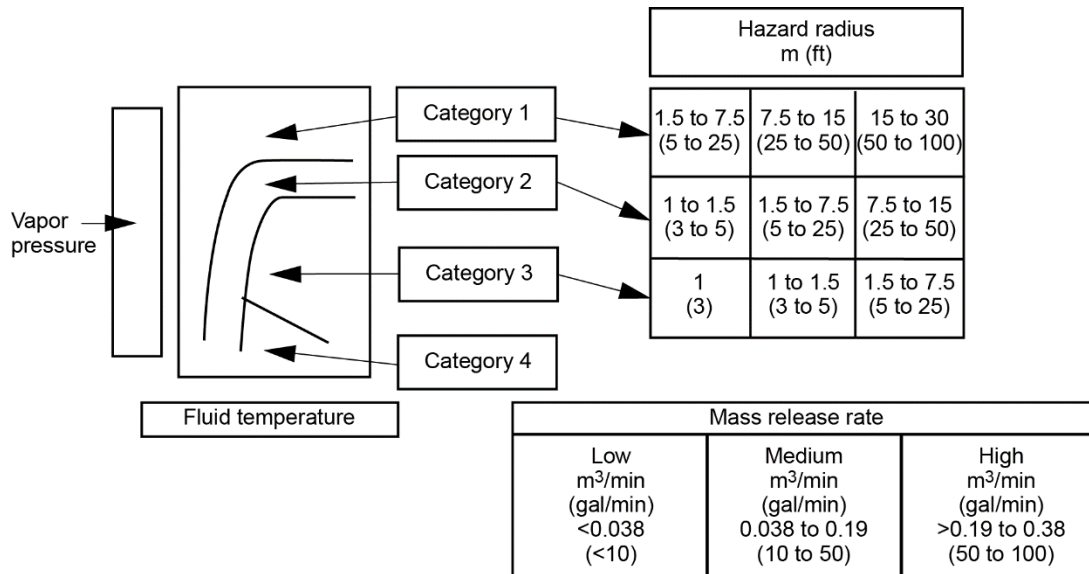 Hazard radius
m (ft)
Category 1
1.5 to 7.5
(5 to 25)
7.5 to 15
(25 to 50)
15 to 30
(50 to 100)
Vapor
pressure
Category 2
1 to 1.5
(3 to 5)
1.5 to 7.5
(5 to 25)
7.5 to 15
(25 to 50)
Category 3
1
(3)
1 to 1.5
(3 to 5)
1.5 to 7.5
(5 to 25)
Category 4
Fluid temperature
Mass release rate
Low
m³/min
(gal/min)
<0.038
(<10)
Medium
m³/min
(gal/min)
0.038 to 0.19
(10 to 50)
High
m³/min
(gal/min)
>0.19 to 0.38
(50 to 100)